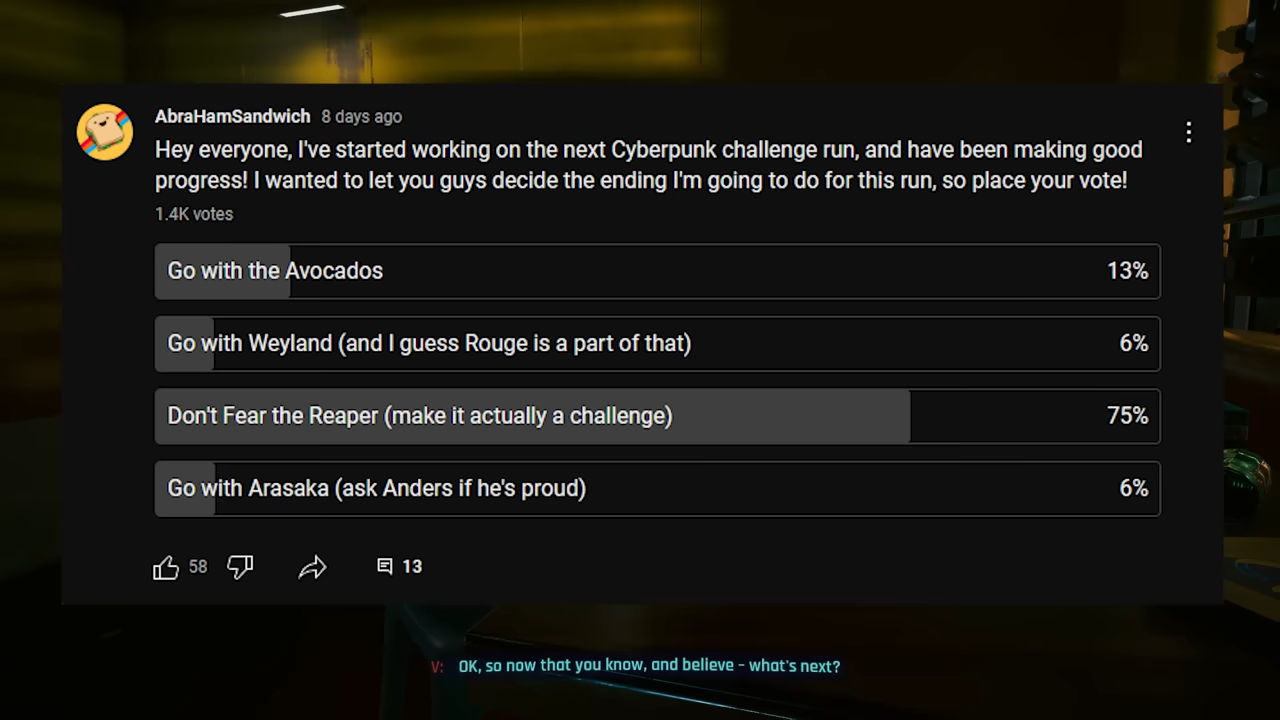 AbraHamSandwich 8 days ago
Hey everyone, I've started working on the next Cyberpunk challenge run, and have been making good
progress! I wanted to let you guys decide the ending I'm going to do for this run, so place your vote!
1.4K votes
Go with the Avocados 13%
Go with Weyland (and I guess Rouge is a part of that) 6%
Don't Fear the Reaper (make it actually a challenge) 75%
Go with Arasaka (ask Anders if he's proud) 6%
58 13
V: OK, so now that you know, and believe – what's next?